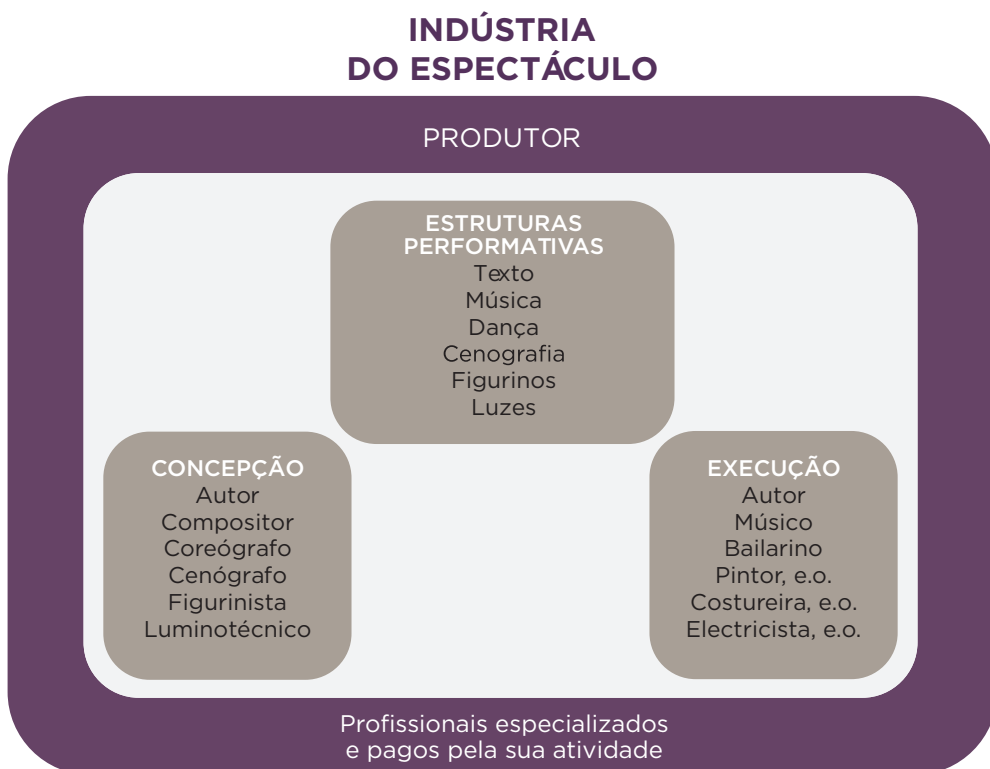 INDÚSTRIA
DO ESPECTÁCULO
PRODUTOR
ESTRUTURAS
PERFORMATIVAS
Texto
Música
Dança
Cenografia
Figurinos
Luzes
CONCEPÇÃO
Autor
Compositor
Coreógrafo
Cenógrafo
Figurinista
Luminotécnico
EXECUÇÃO
Autor
Músico
Bailarino
Pintor, e.o.
Costureira, e.o.
Electricista, e.o.
Profissionais especializados
e pagos pela sua atividade